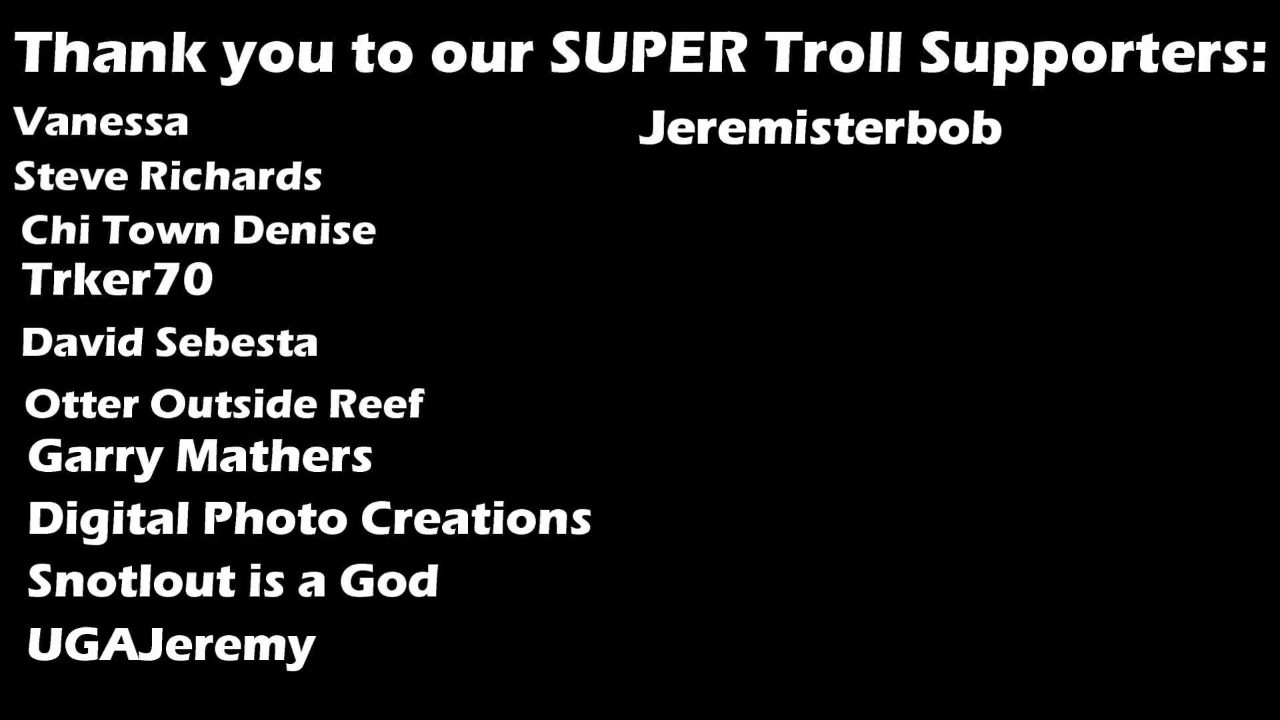 Thank you to our SUPER Troll Supporters:
Vanessa
Steve Richards
Chi Town Denise
Trker70
David Sebesta
Otter Outside Reef
Garry Mathers
Digital Photo Creations
Snotlout is a God
UGAJeremy
Jeremisterbob